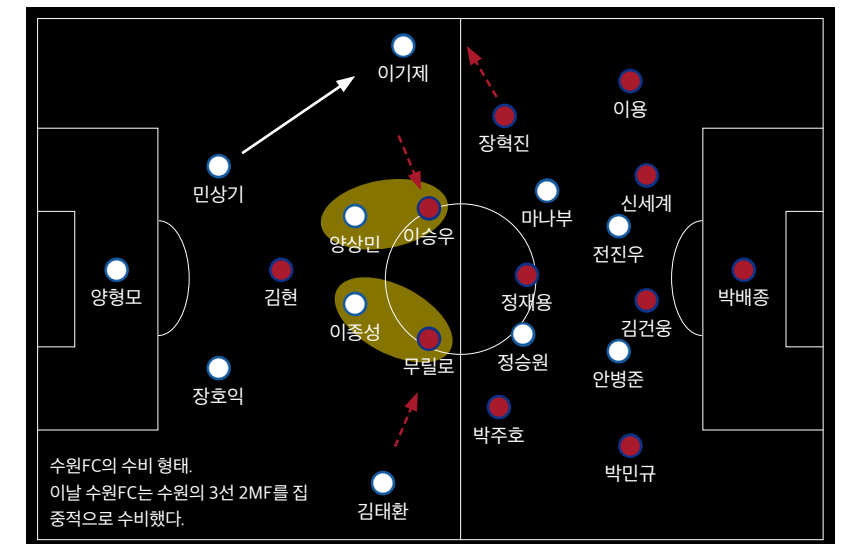 이기제
이용
장혁진
민상기
신세계
마나부
양상민
이승우
전진우
양형모
김현
정재용
박배종
김건웅
이종성
정승원
무릴로
안병준
장호익
박주호
박민규
수원FC의 수비 형태.
이날 수원FC는 수원의 3선 2MF를 집
중적으로 수비했다.
김태환